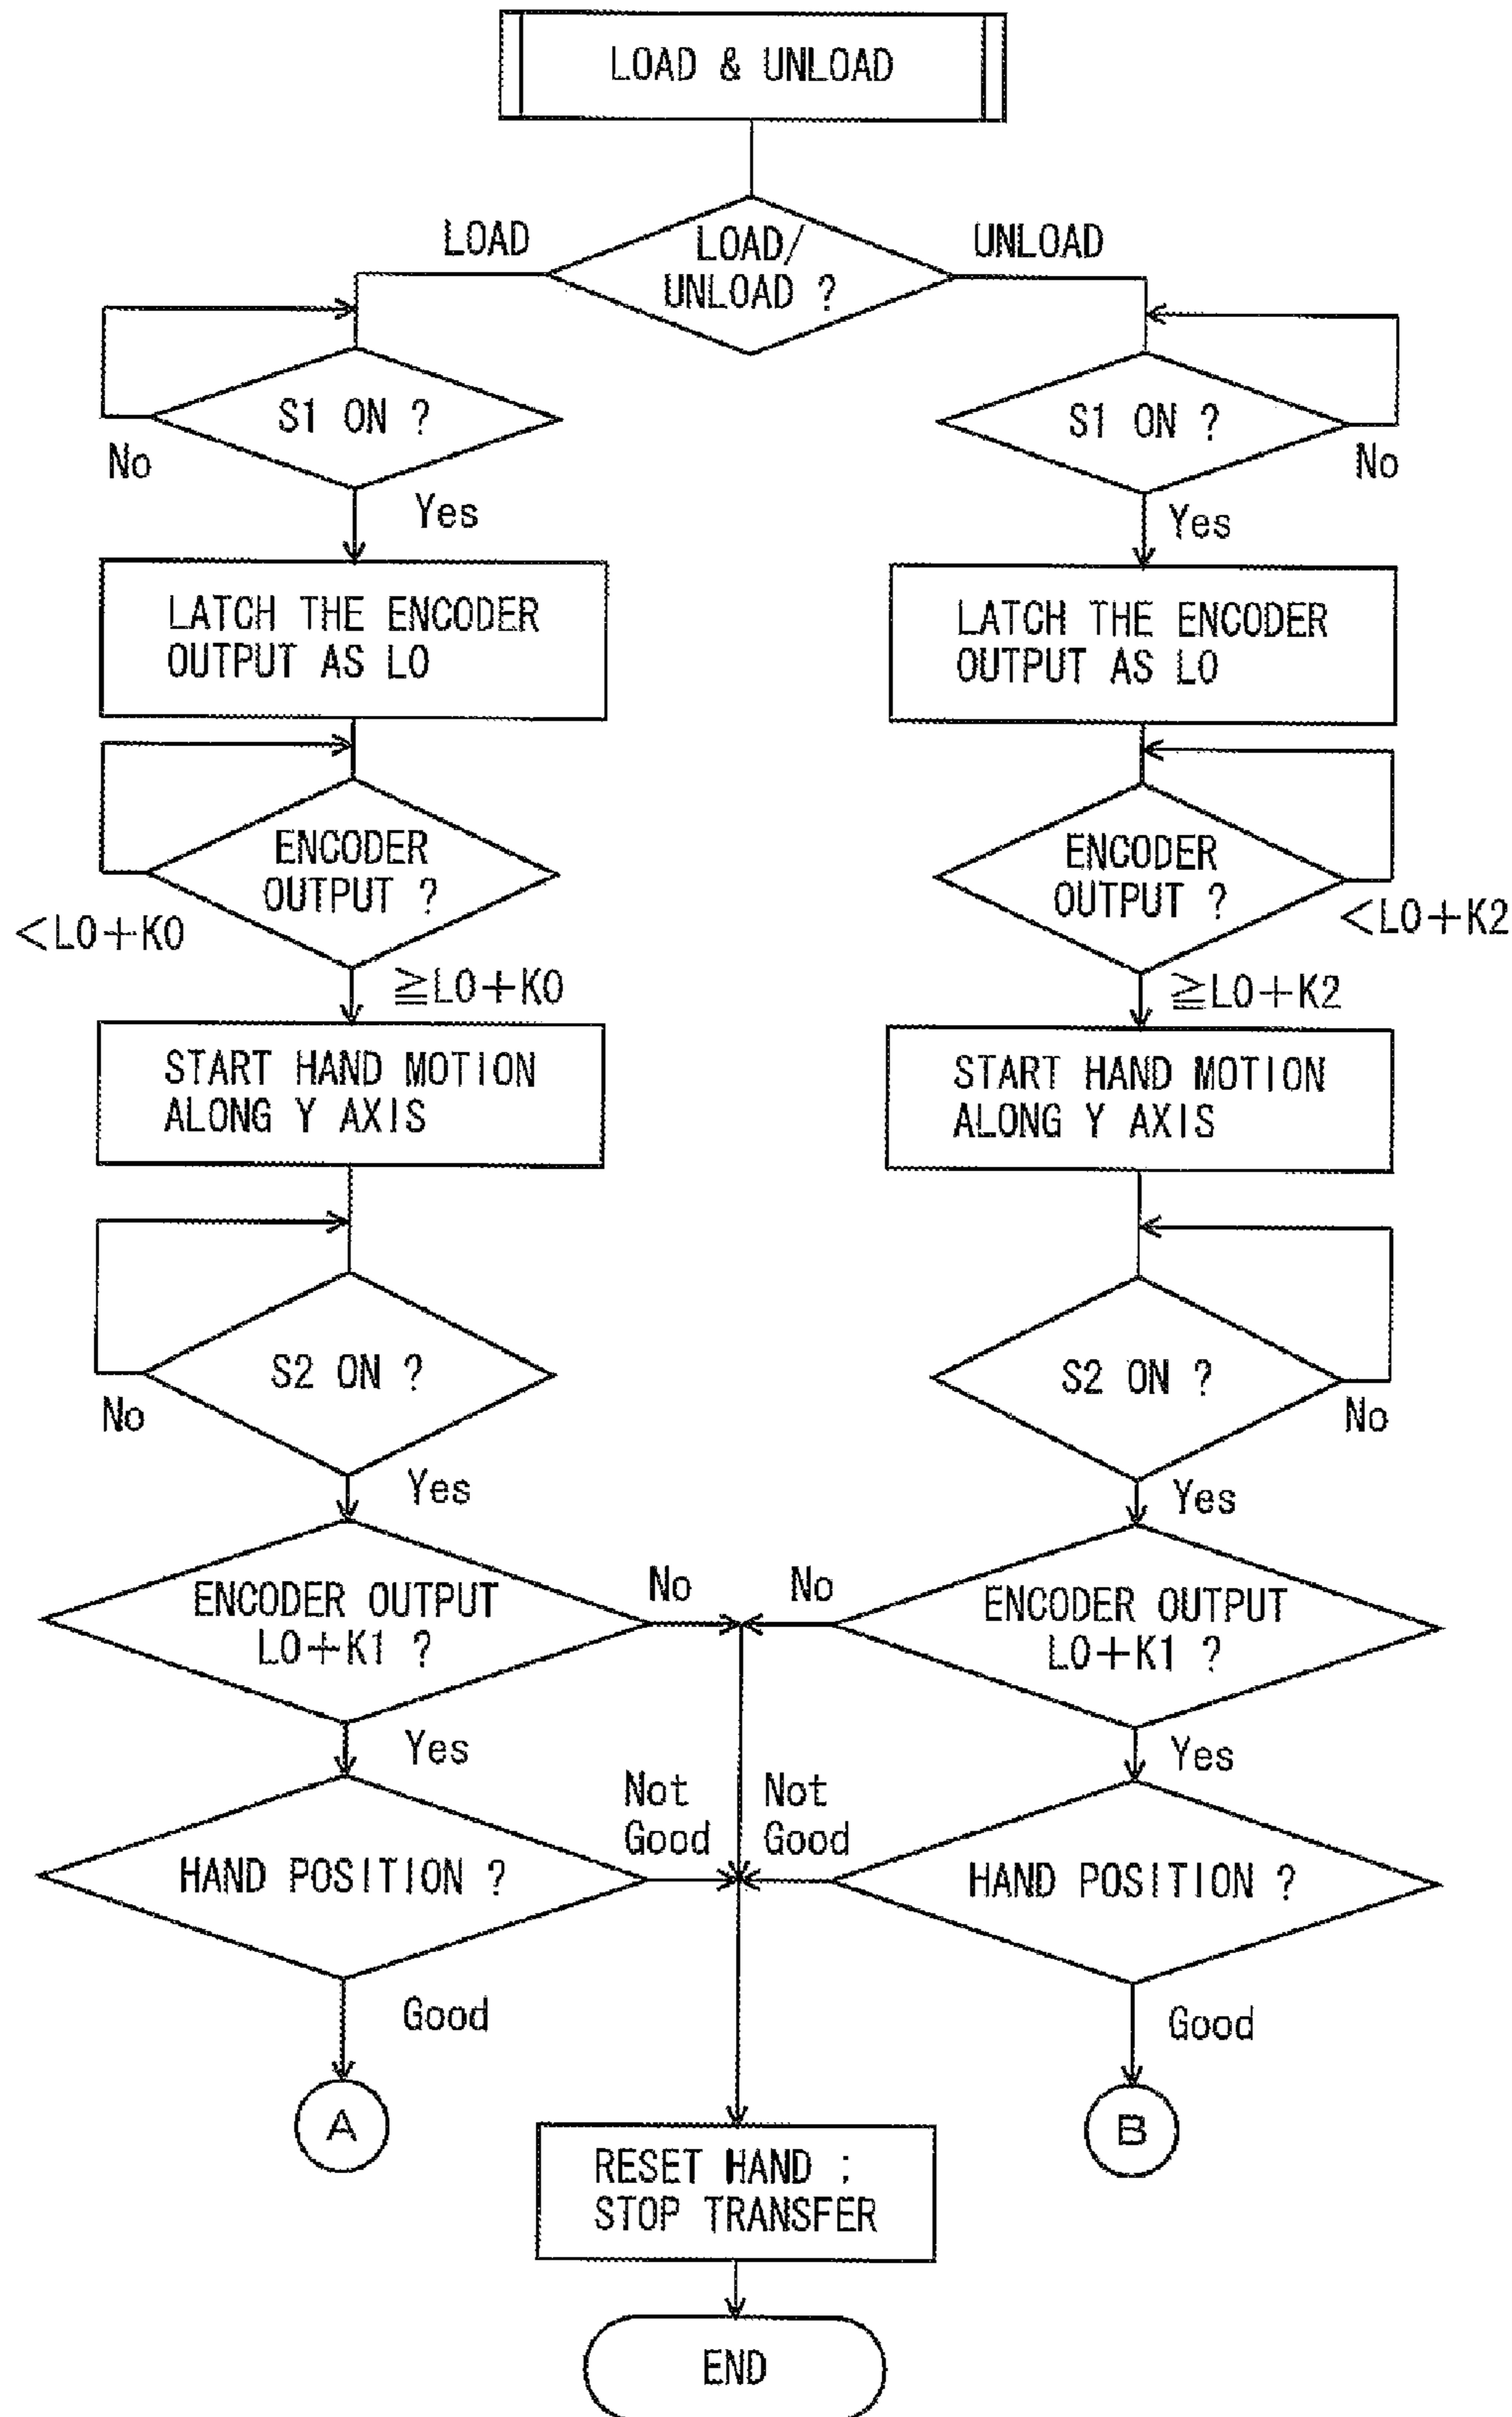 LOAD & UNLOAD
LOAD
LOAD/
UNLOAD ?
UNLOAD
S1 ON ?
No
Yes
S1 ON ?
No
Yes
LATCH THE ENCODER
OUTPUT AS L0
LATCH THE ENCODER
OUTPUT AS L0
ENCODER
OUTPUT ?
<L0+K0
≧L0+K0
ENCODER
OUTPUT ?
<L0+K2
≧L0+K2
START HAND MOTION
ALONG Y AXIS
START HAND MOTION
ALONG Y AXIS
S2 ON ?
No
Yes
S2 ON ?
No
Yes
ENCODER OUTPUT
L0+K1 ?
No
Yes
No
ENCODER OUTPUT
L0+K1 ?
Yes
HAND POSITION ?
Not
Good
Good
Not
Good
HAND POSITION ?
Good
A
B
RESET HAND :
STOP TRANSFER
END